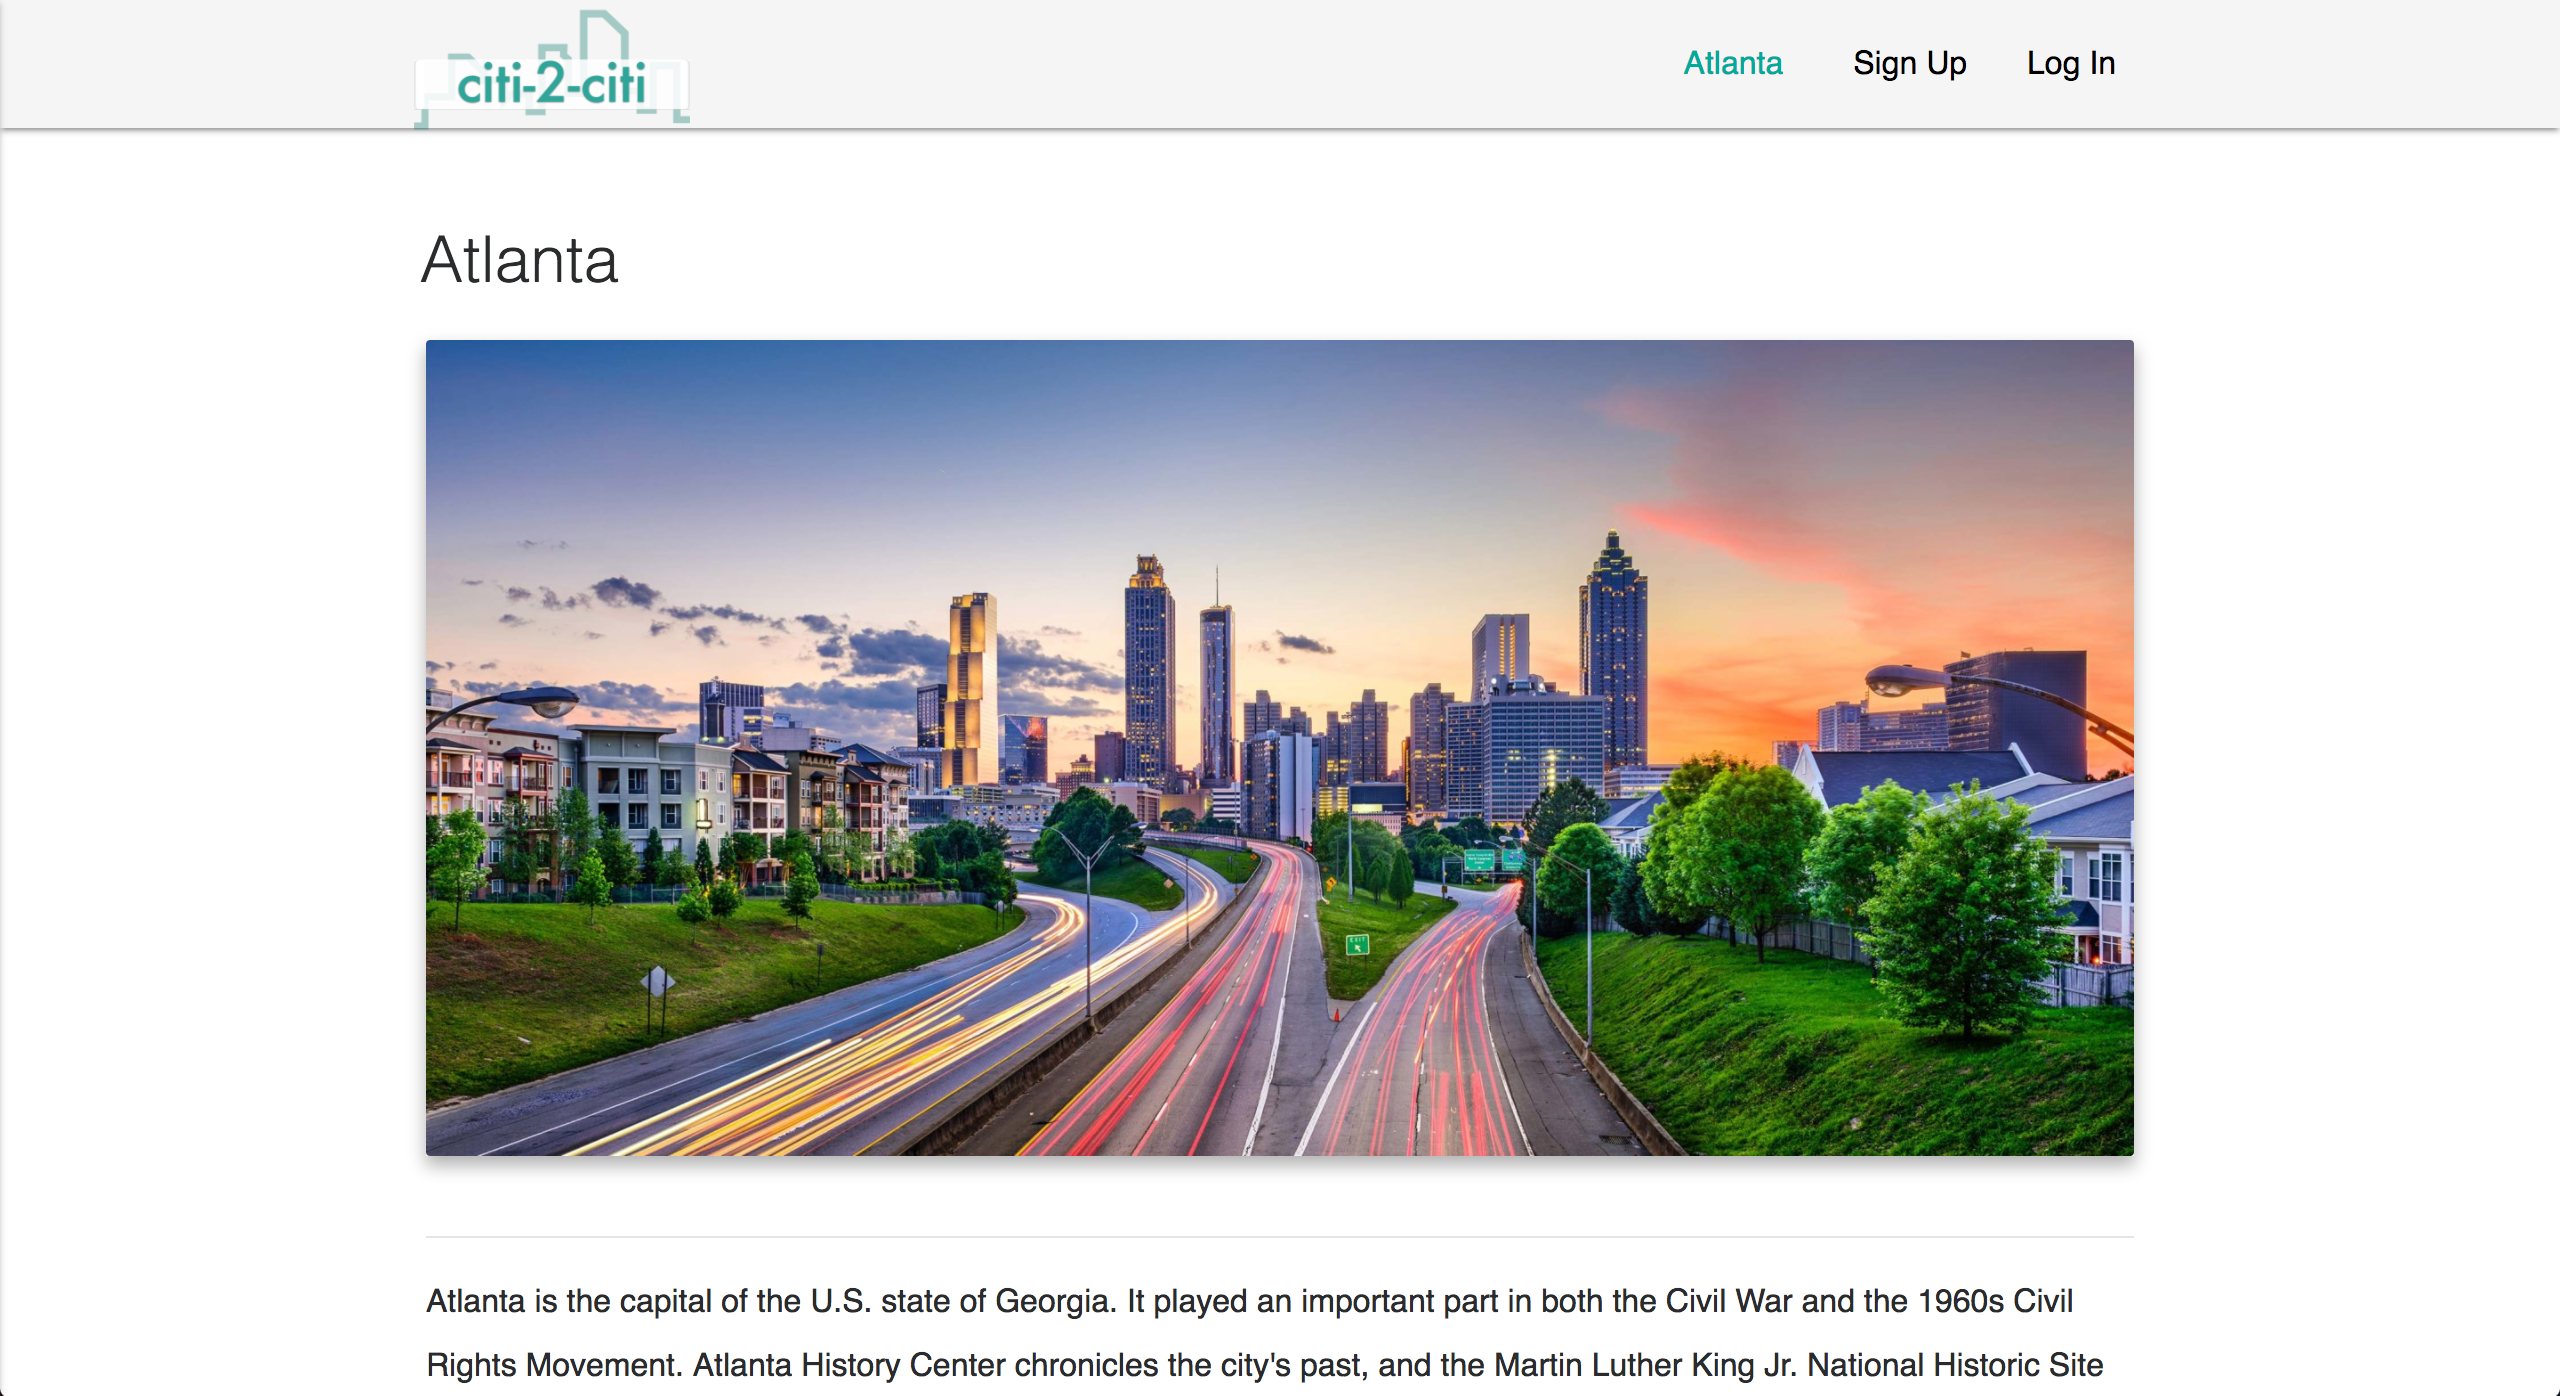 citi-2-citi
Atlanta
Sign Up
Log In
Atlanta
EXIT
Atlanta is the capital of the U.S. state of Georgia. It played an important part in both the Civil War and the 1960s Civil
Rights Movement. Atlanta History Center chronicles the city's past, and the Martin Luther King Jr. National Historic Site